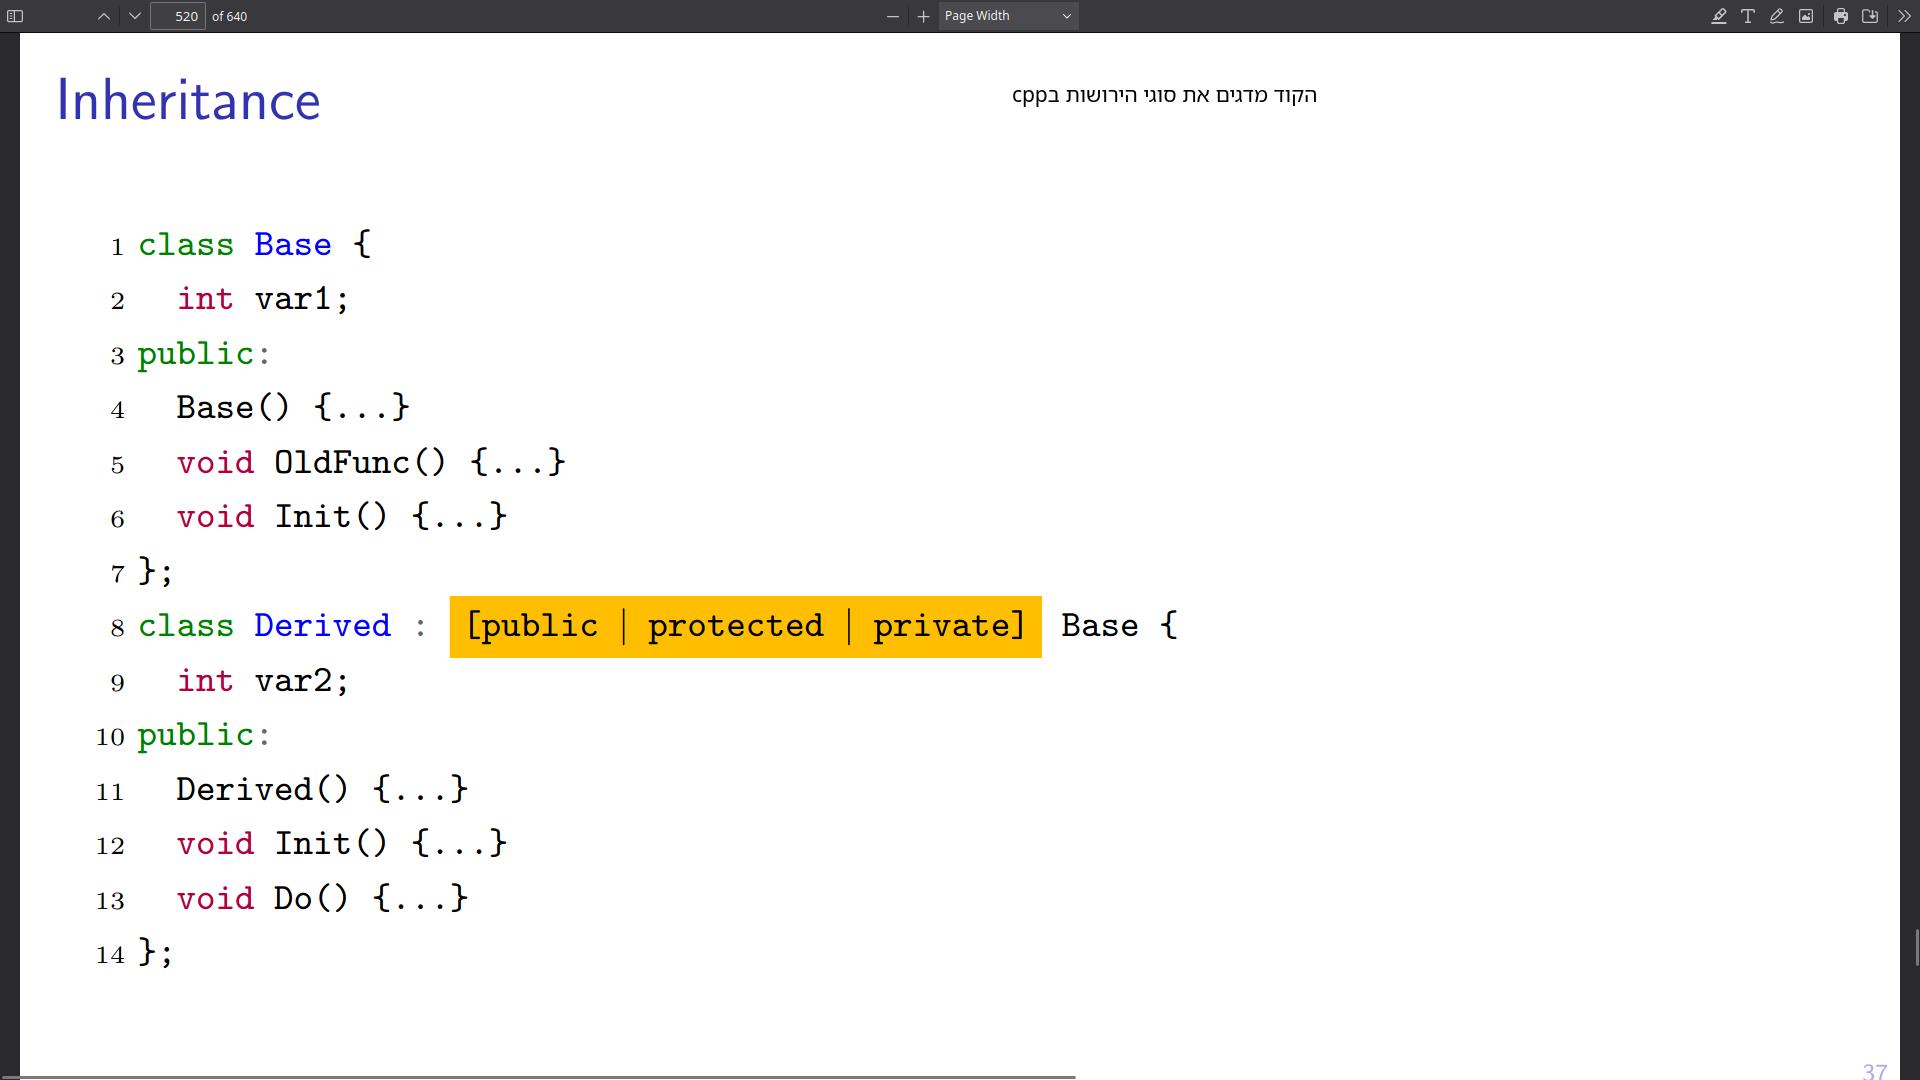 520 of 640 Page Width
Inheritance
הקוד מדגים את סוגי הירושות בcpp
1 class Base {
2 int var1;
3 public:
4 Base() {...}
5 void OldFunc() {...}
6 void Init() {...}
7 };
8 class Derived : [public | protected | private] Base {
9 int var2;
10 public:
11 Derived() {...}
12 void Init() {...}
13 void Do() {...}
14 };
37